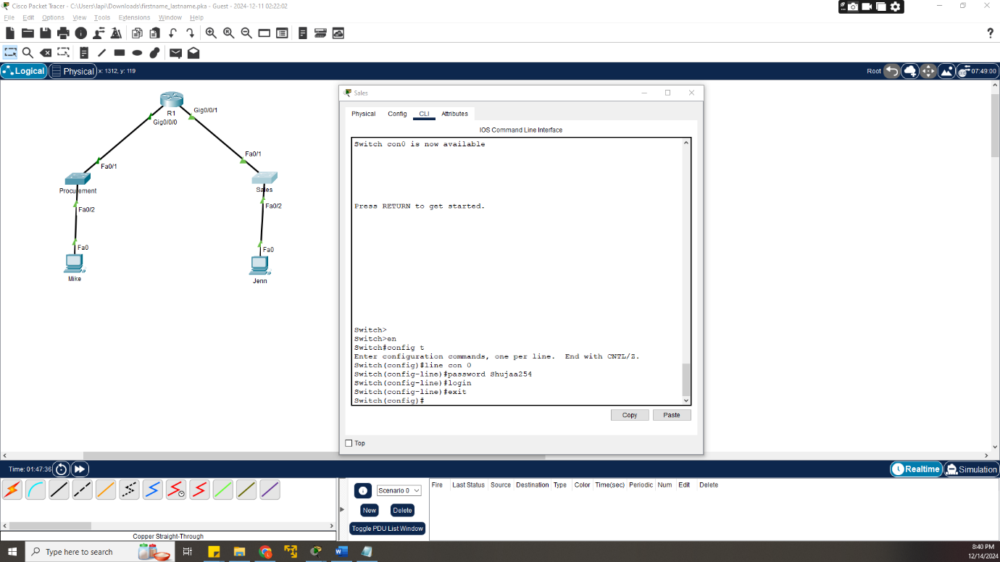 Cisco Packet Tracer - C:\Users\lapi\Downloads\firstname_lastname.pka - Guest - 2024-12-11 02:22:02
File Edit Options View Tools Extensions Window Help
?
Logical Physical x: 1312, y: 119
Root 07:49:00
R1
Gig0/0/1
Gig0/0/0
Fa0/1
Fa0/1
Procurement
Sales
Fa0/2
Fa0/2
Fa0
Fa0
Mike
Jenn
Sales
Physical Config CLI Attributes
IOS Command Line Interface
Switch con0 is now available
Press RETURN to get started.
Switch>
Switch>en
Switch#config t
Enter configuration commands, one per line.  End with CNTL/Z.
Switch(config)#line con 0
Switch(config-line)#password Shujaa254
Switch(config-line)#login
Switch(config-line)#exit
Switch(config)#
Copy Paste
Top
Time: 01:47:36
Realtime Simulation
Scenario 0
New Delete
Toggle PDU List Window
Fire Last Status Source Destination Type Color Time(sec) Periodic Num Edit Delete
Copper Straight-Through
Type here to search
8:40 PM
12/14/2024